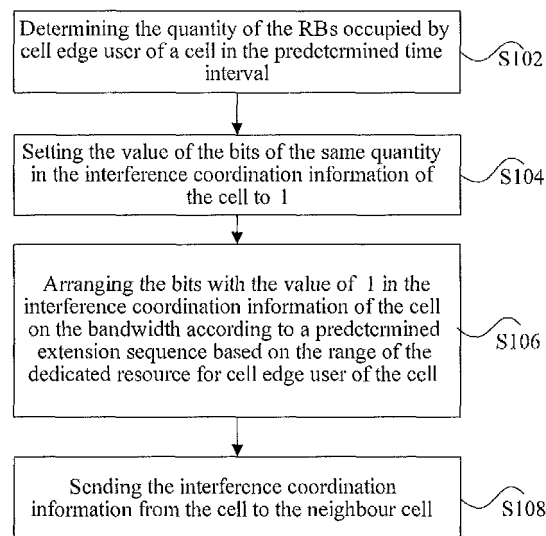 Determining the quantity of the RBs occupied by
cell edge user of a cell in the predetermined time
interval
S102
Setting the value of the bits of the same quantity
in the interference coordination information of
the cell to 1
S104
Arranging the bits with the value of 1 in the
interference coordination information of the cell
on the bandwidth according to a predetermined
extension sequence based on the range of the
dedicated resource for cell edge user of the cell
S106
Sending the interference coordination
information from the cell to the neighbour cell
S108